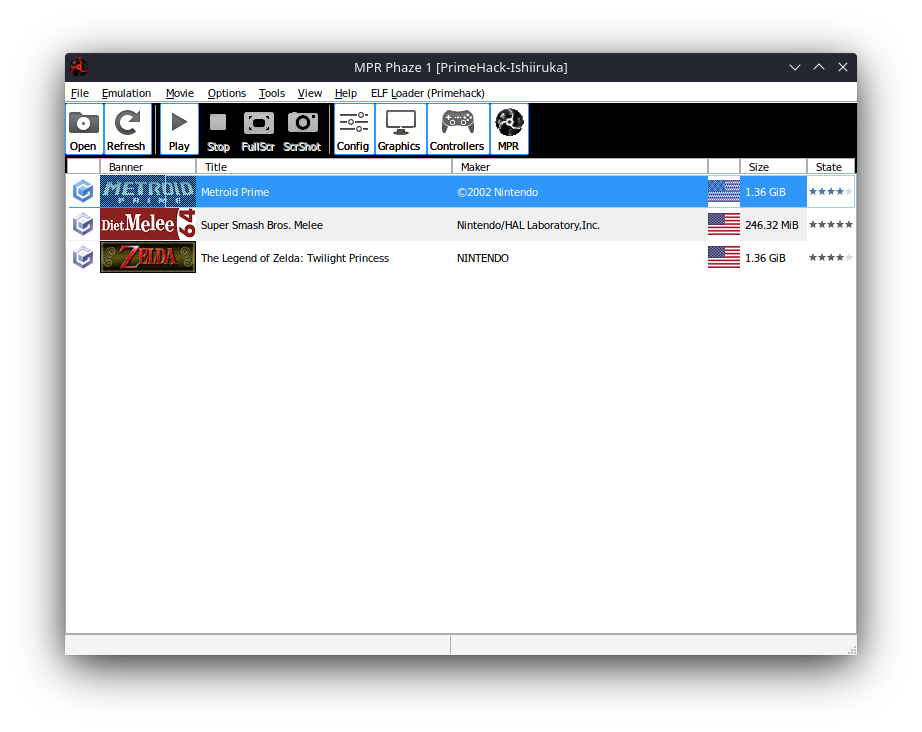 MPR Phaze 1 [PrimeHack-Ishiiruka]
File Emulation Movie Options Tools View Help ELF Loader (Primehack)
Open Refresh Play Stop FullScr ScrShot Config Graphics Controllers MPR
Banner Title Maker Size State
METROID PRIME Metroid Prime ©2002 Nintendo 1.36 GiB
Diet Melee 64 Super Smash Bros. Melee Nintendo/HAL Laboratory,Inc. 246.32 MiB
ZELDA The Legend of Zelda: Twilight Princess NINTENDO 1.36 GiB